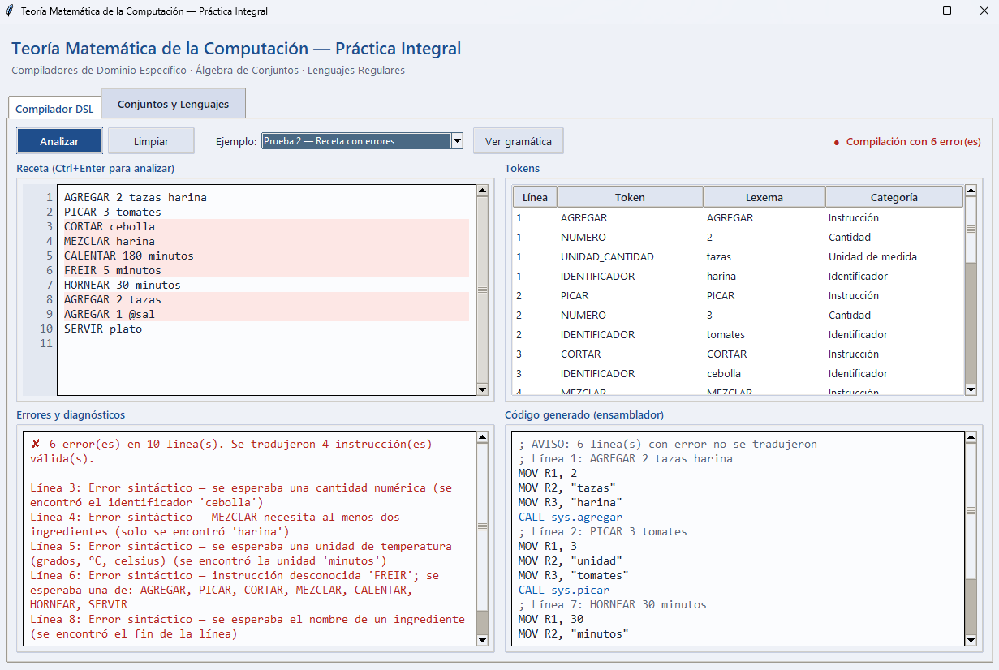 Teoría Matemática de la Computación — Práctica Integral
Teoría Matemática de la Computación — Práctica Integral
Compiladores de Dominio Específico · Álgebra de Conjuntos · Lenguajes Regulares
Compilador DSL
Conjuntos y Lenguajes
Analizar
Limpiar
Ejemplo:
Prueba 2 — Receta con errores
Ver gramática
● Compilación con 6 error(es)
Receta (Ctrl+Enter para analizar)
1 AGREGAR 2 tazas harina
2 PICAR 3 tomates
3 CORTAR cebolla
4 MEZCLAR harina
5 CALENTAR 180 minutos
6 FREIR 5 minutos
7 HORNEAR 30 minutos
8 AGREGAR 2 tazas
9 AGREGAR 1 @sal
10 SERVIR plato
11
Tokens
Línea Token Lexema Categoría
1 AGREGAR AGREGAR Instrucción
1 NUMERO 2 Cantidad
1 UNIDAD_CANTIDAD tazas Unidad de medida
1 IDENTIFICADOR harina Identificador
2 PICAR PICAR Instrucción
2 NUMERO 3 Cantidad
2 IDENTIFICADOR tomates Identificador
3 CORTAR CORTAR Instrucción
3 IDENTIFICADOR cebolla Identificador
4 MEZCLAR MEZCLAR Instrucción
Errores y diagnósticos
✘ 6 error(es) en 10 línea(s). Se tradujeron 4 instrucción(es)
válida(s).
Línea 3: Error sintáctico — se esperaba una cantidad numérica (se
encontró el identificador 'cebolla')
Línea 4: Error sintáctico — MEZCLAR necesita al menos dos
ingredientes (solo se encontró 'harina')
Línea 5: Error sintáctico — se esperaba una unidad de temperatura
(grados, °C, celsius) (se encontró la unidad 'minutos')
Línea 6: Error sintáctico — instrucción desconocida 'FREIR'; se
esperaba una de: AGREGAR, PICAR, CORTAR, MEZCLAR, CALENTAR,
HORNEAR, SERVIR
Línea 8: Error sintáctico — se esperaba el nombre de un ingrediente
(se encontró el fin de la línea)
Código generado (ensamblador)
; AVISO: 6 línea(s) con error no se tradujeron
; Línea 1: AGREGAR 2 tazas harina
MOV R1, 2
MOV R2, "tazas"
MOV R3, "harina"
CALL sys.agregar
; Línea 2: PICAR 3 tomates
MOV R1, 3
MOV R2, "unidad"
MOV R3, "tomates"
CALL sys.picar
; Línea 7: HORNEAR 30 minutos
MOV R1, 30
MOV R2, "minutos"